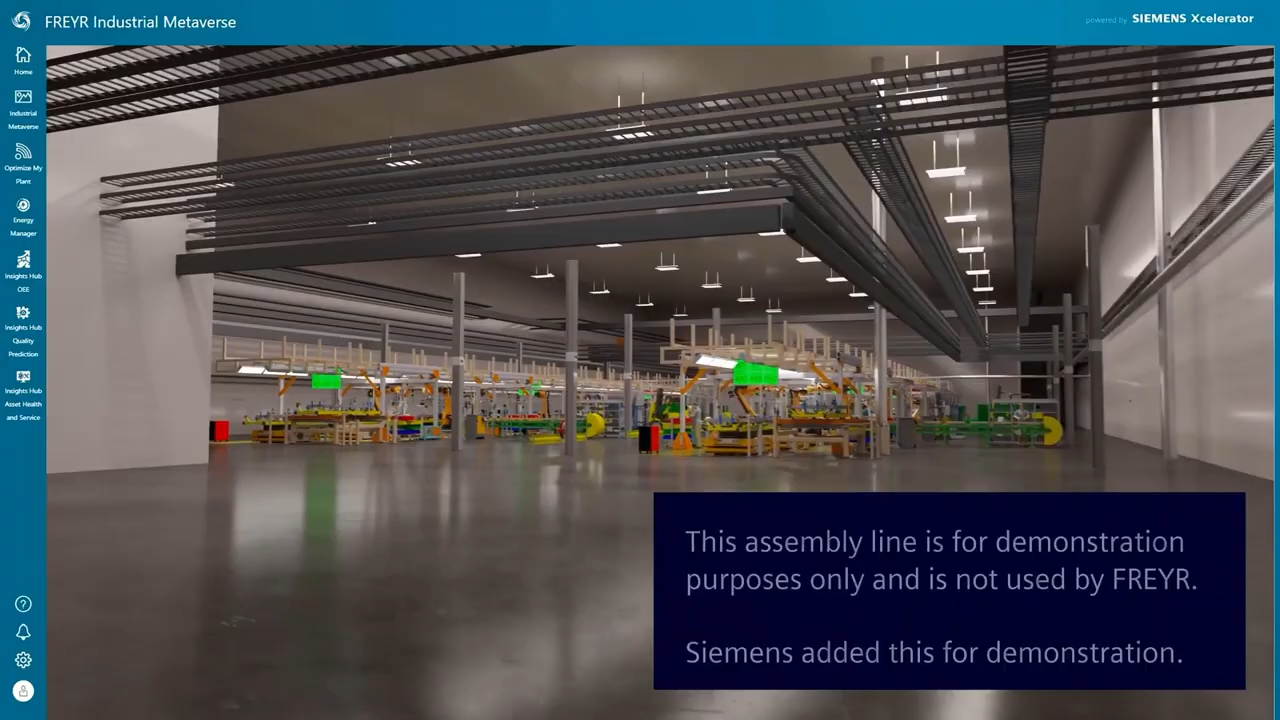 FREYR Industrial Metaverse
powered by SIEMENS Xcelerator
Home
Industrial
Metaverse
Optimize My
Plant
Energy
Manager
Insights Hub
OEE
Insights Hub
Quality
Prediction
Insights Hub
Asset Health
and Service
This assembly line is for demonstration
purposes only and is not used by FREYR.
Siemens added this for demonstration.